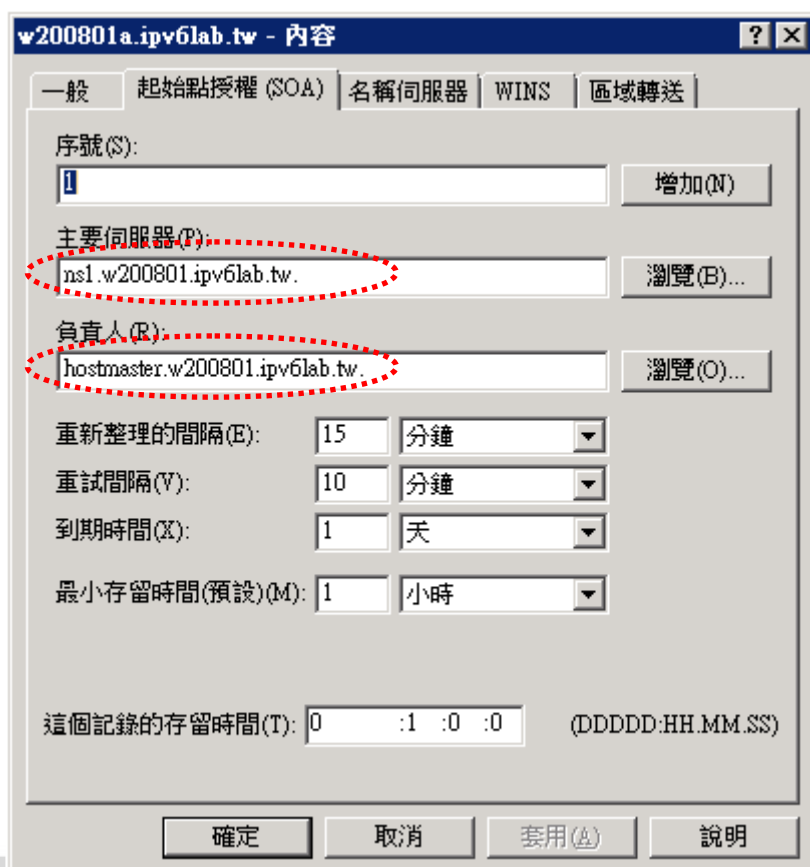 w200801a.ipv6lab.tw - 內容
一般 起始點授權 (SOA) 名稱伺服器 WINS 區域轉送
序號(S):
1 增加(N)
主要伺服器(P):
ns1.w200801.ipv6lab.tw. 瀏覽(B)...
負責人(R):
hostmaster.w200801.ipv6lab.tw. 瀏覽(O)...
重新整理的間隔(E): 15 分鐘
重試間隔(V): 10 分鐘
到期時間(X): 1 天
最小存留時間(預設)(M): 1 小時
這個記錄的存留時間(T): 0 :1 :0 :0 (DDDDD:HH.MM.SS)
確定 取消 套用(A) 說明